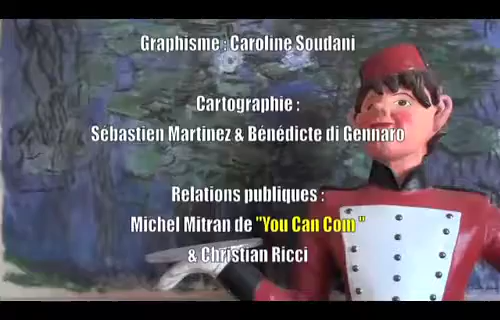 Graphisme : Caroline Soudani
Cartographie :
Sébastien Martinez & Bénédicte di Gennaro
Relations publiques :
Michel Mitran de "You Can Com "
& Christian Ricci